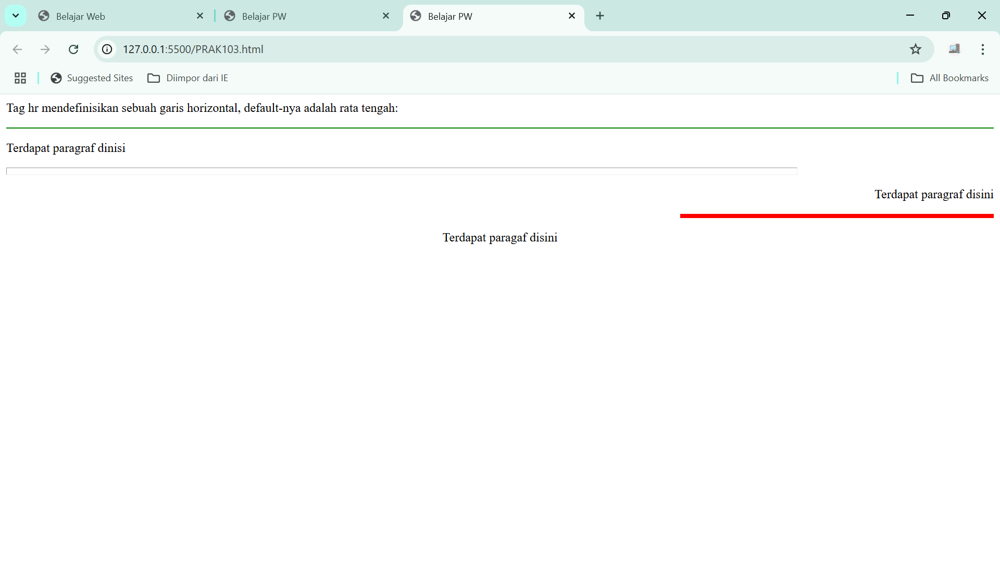 Belajar Web
Belajar PW
Belajar PW
127.0.0.1:5500/PRAK103.html
Suggested Sites
Diimpor dari IE
All Bookmarks
Tag hr mendefinisikan sebuah garis horizontal, default-nya adalah rata tengah:
Terdapat paragraf dinisi
Terdapat paragraf disini
Terdapat paragaf disini